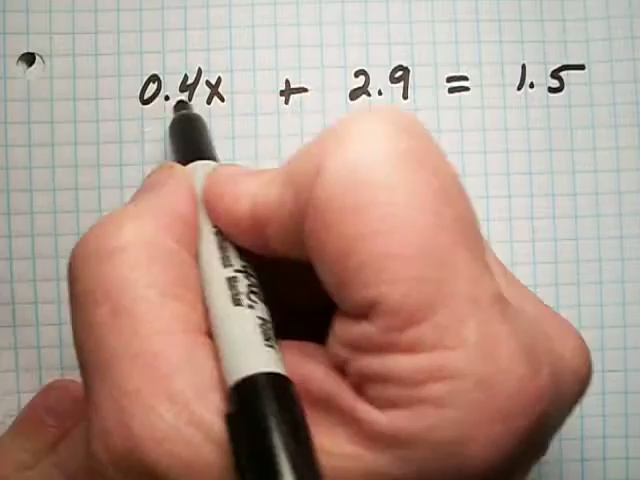 0.4x + 2.9 = 1.5